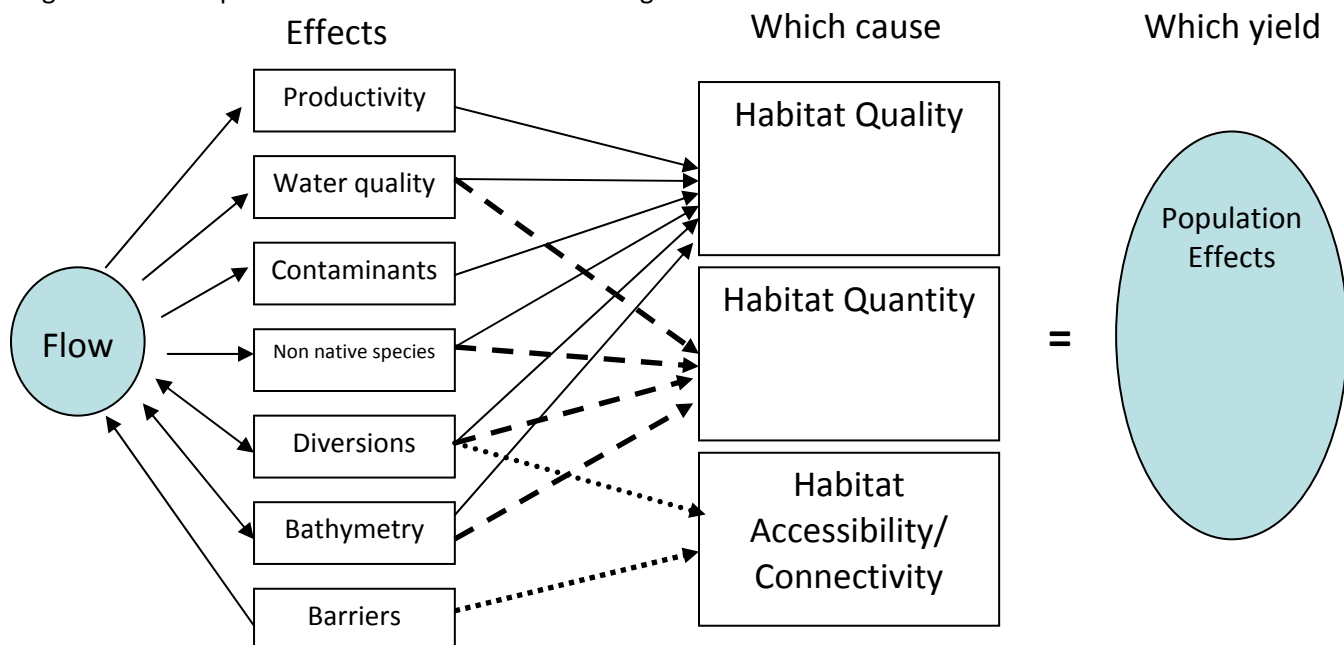 Effects
Which cause
Which yield
Productivity
Water quality
Contaminants
Non native species
Diversions
Bathymetry
Barriers
Flow
Habitat Quality
Habitat Quantity
Habitat
Accessibility/
Connectivity
=
Population
Effects